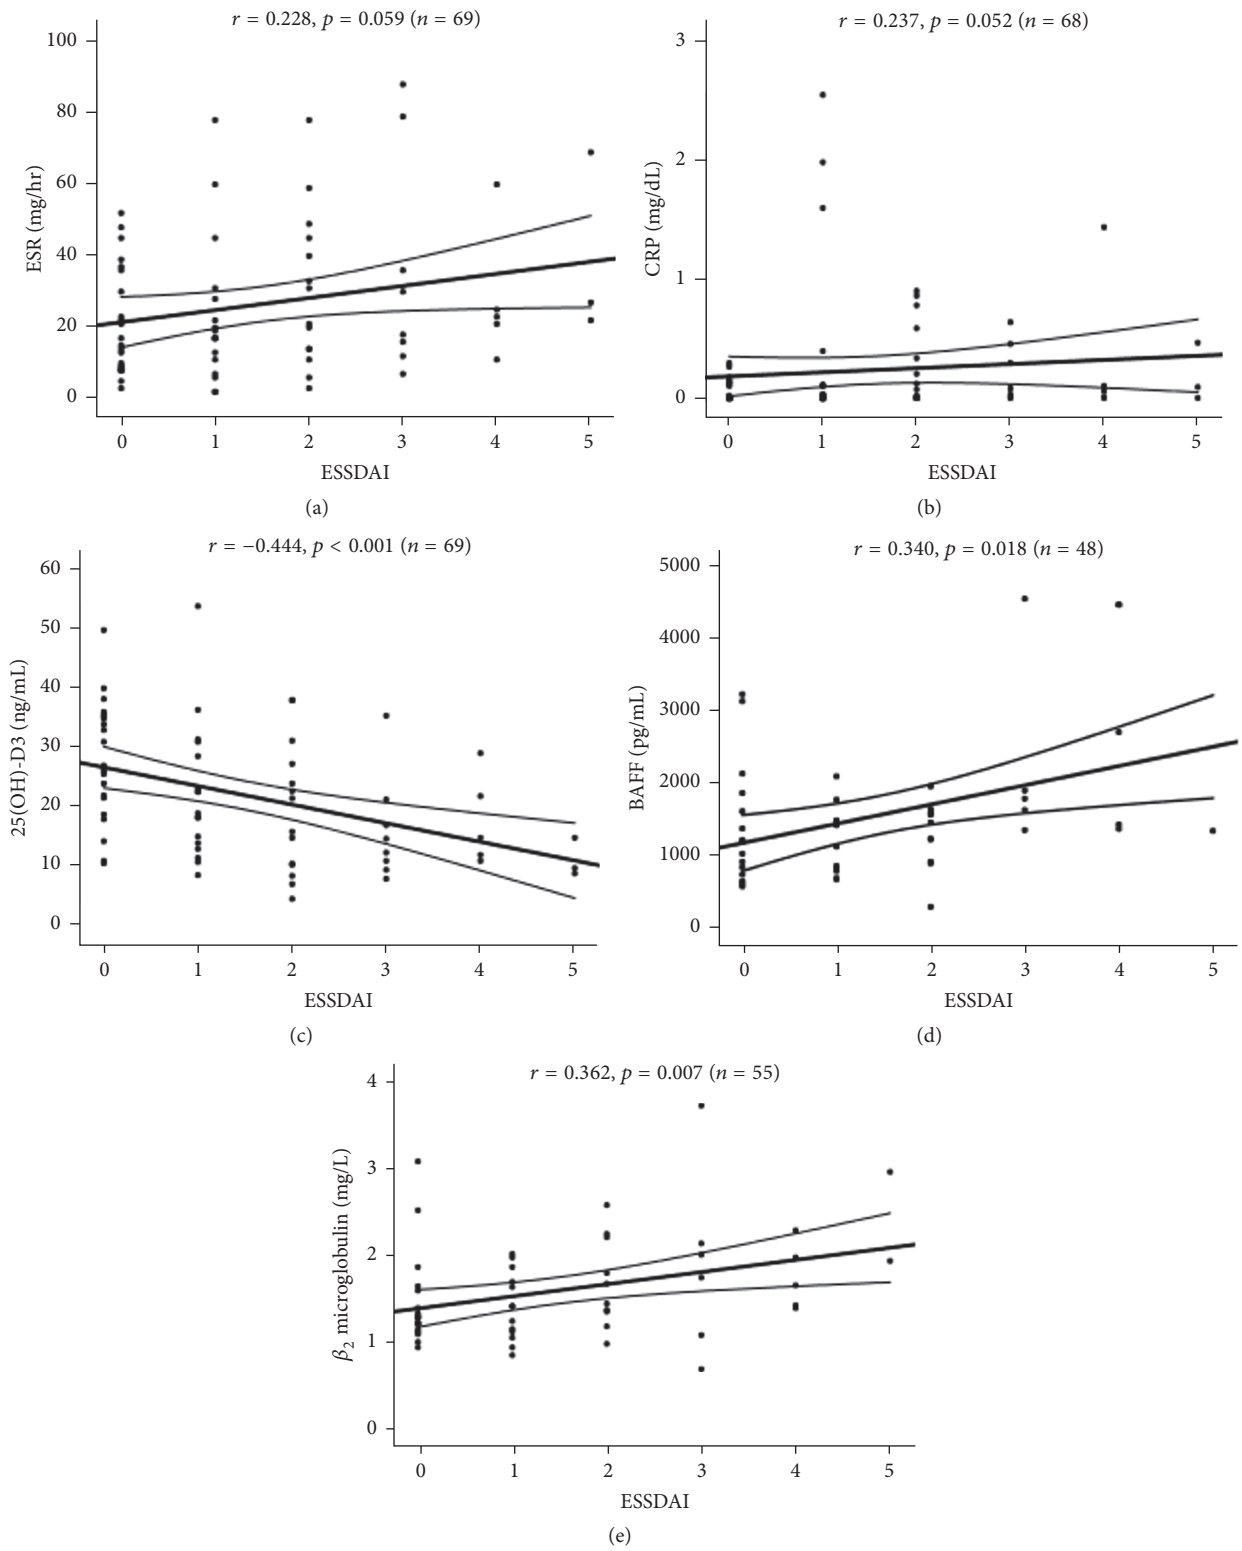 r = 0.228, p = 0.059 (n = 69)
100
80
60
40
20
0
ESR (mg/hr)
0 1 2 3 4 5
ESSDAI
(a)
r = 0.237, p = 0.052 (n = 68)
3
2
1
0
CRP (mg/dL)
0 1 2 3 4 5
ESSDAI
(b)
r = −0.444, p < 0.001 (n = 69)
60
50
40
30
20
10
0
25(OH)-D3 (ng/mL)
0 1 2 3 4 5
ESSDAI
(c)
r = 0.340, p = 0.018 (n = 48)
5000
4000
3000
2000
1000
0
BAFF (pg/mL)
0 1 2 3 4 5
ESSDAI
(d)
r = 0.362, p = 0.007 (n = 55)
4
3
2
1
0
β2 microglobulin (mg/L)
0 1 2 3 4 5
ESSDAI
(e)